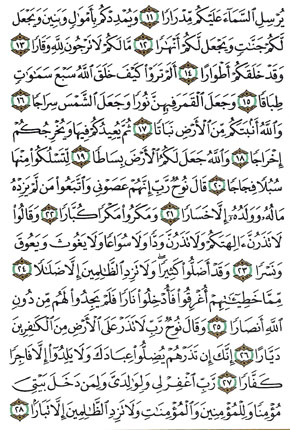 يُرْسِلِ ٱلسَّمَآءَ عَلَيْكُم مِّدْرَارًا ١١ وَيُمْدِدْكُم بِأَمْوَٰلٍ وَبَنِينَ وَيَجْعَل
لَّكُمْ جَنَّٰتٍ وَيَجْعَل لَّكُمْ أَنْهَٰرًا ١٢ مَّا لَكُمْ لَا تَرْجُونَ لِلَّهِ وَقَارًا ١٣
وَقَدْ خَلَقَكُمْ أَطْوَارًا ١٤ أَلَمْ تَرَوْا۟ كَيْفَ خَلَقَ ٱللَّهُ سَبْعَ سَمَٰوَٰتٍ
طِبَاقًا ١٥ وَجَعَلَ ٱلْقَمَرَ فِيهِنَّ نُورًا وَجَعَلَ ٱلشَّمْسَ سِرَاجًا ١٦
وَٱللَّهُ أَنۢبَتَكُم مِّنَ ٱلْأَرْضِ نَبَاتًا ١٧ ثُمَّ يُعِيدُكُمْ فِيهَا وَيُخْرِجُكُمْ
إِخْرَاجًا ١٨ وَٱللَّهُ جَعَلَ لَكُمُ ٱلْأَرْضَ بِسَاطًا ١٩ لِّتَسْلُكُوا۟ مِنْهَا
سُبُلًا فِجَاجًا ٢٠ قَالَ نُوحٌ رَّبِّ إِنَّهُمْ عَصَوْنِى وَٱتَّبَعُوا۟ مَن لَّمْ يَزِدْهُ
مَالُهُۥ وَوَلَدُهُۥٓ إِلَّا خَسَارًا ٢١ وَمَكَرُوا۟ مَكْرًا كُبَّارًا ٢٢ وَقَالُوا۟
لَا تَذَرُنَّ ءَالِهَتَكُمْ وَلَا تَذَرُنَّ وَدًّا وَلَا سُوَاعًا وَلَا يَغُوثَ وَيَعُوقَ
وَنَسْرًا ٢٣ وَقَدْ أَضَلُّوا۟ كَثِيرًا ۖ وَلَا تَزِدِ ٱلظَّٰلِمِينَ إِلَّا ضَلَٰلًا ٢٤
مِّمَّا خَطِيٓـَٰٔتِهِمْ أُغْرِقُوا۟ فَأُدْخِلُوا۟ نَارًا فَلَمْ يَجِدُوا۟ لَهُم مِّن دُونِ
ٱللَّهِ أَنصَارًا ٢٥ وَقَالَ نُوحٌ رَّبِّ لَا تَذَرْ عَلَى ٱلْأَرْضِ مِنَ ٱلْكَٰفِرِينَ
دَيَّارًا ٢٦ إِنَّكَ إِن تَذَرْهُمْ يُضِلُّوا۟ عِبَادَكَ وَلَا يَلِدُوٓا۟ إِلَّا فَاجِرًا
كَفَّارًا ٢٧ رَّبِّ ٱغْفِرْ لِى وَلِوَٰلِدَىَّ وَلِمَن دَخَلَ بَيْتِىَ
مُؤْمِنًا وَلِلْمُؤْمِنِينَ وَٱلْمُؤْمِنَٰتِ وَلَا تَزِدِ ٱلظَّٰلِمِينَ إِلَّا تَبَارًۢا ٢٨